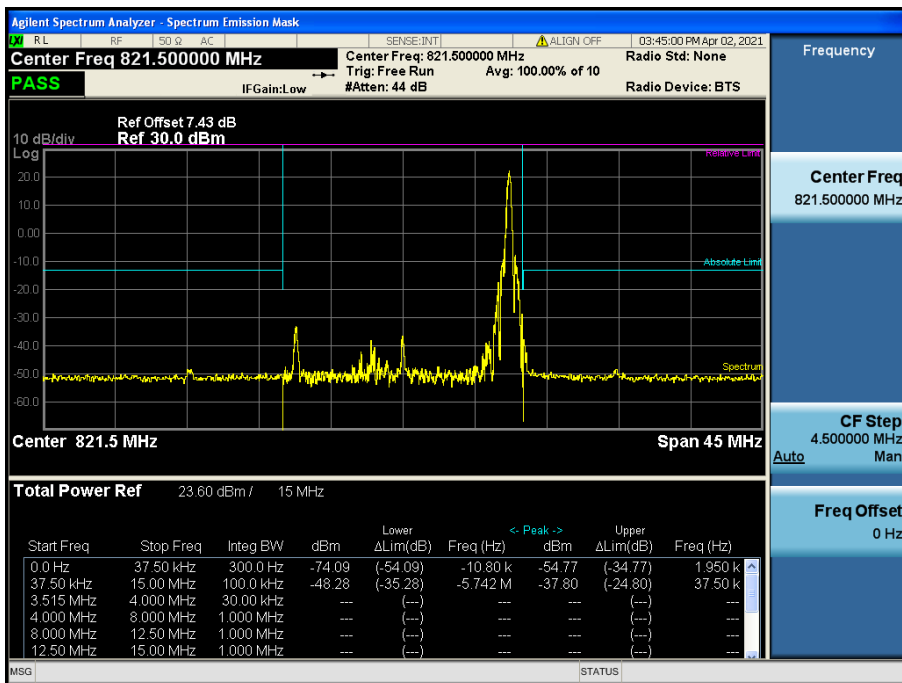 Agilent Spectrum Analyzer - Spectrum Emission Mask
LXI RL RF 50 Ω AC SENSE:INT ALIGN OFF 03:45:00 PM Apr 02, 2021
Center Freq 821.500000 MHz
Center Freq: 821.500000 MHz Radio Std: None
Trig: Free Run Avg: 100.00% of 10
PASS IFGain:Low #Atten: 44 dB Radio Device: BTS
Ref Offset 7.43 dB
10 dB/div Ref 30.0 dBm
Log
Relative Limit
20.0
10.0
0.00
-10.0
Absolute Limit
-20.0
-30.0
-40.0
Spectrum
-50.0
-60.0
Center 821.5 MHz Span 45 MHz
Total Power Ref 23.60 dBm / 15 MHz
Lower <- Peak -> Upper
Start Freq Stop Freq Integ BW dBm ΔLim(dB) Freq (Hz) dBm ΔLim(dB) Freq (Hz)
0.0 Hz 37.50 kHz 300.0 Hz -74.09 (-54.09) -10.80 k -54.77 (-34.77) 1.950 k
37.50 kHz 15.00 MHz 100.0 kHz -48.28 (-35.28) -5.742 M -37.80 (-24.80) 37.50 k
3.515 MHz 4.000 MHz 30.00 kHz --- (---) --- --- (---) ---
4.000 MHz 8.000 MHz 1.000 MHz --- (---) --- --- (---) ---
8.000 MHz 12.50 MHz 1.000 MHz --- (---) --- --- (---) ---
12.50 MHz 15.00 MHz 1.000 MHz --- (---) --- --- (---) ---
MSG STATUS
Frequency
Center Freq
821.500000 MHz
CF Step
4.500000 MHz
Auto Man
Freq Offset
0 Hz